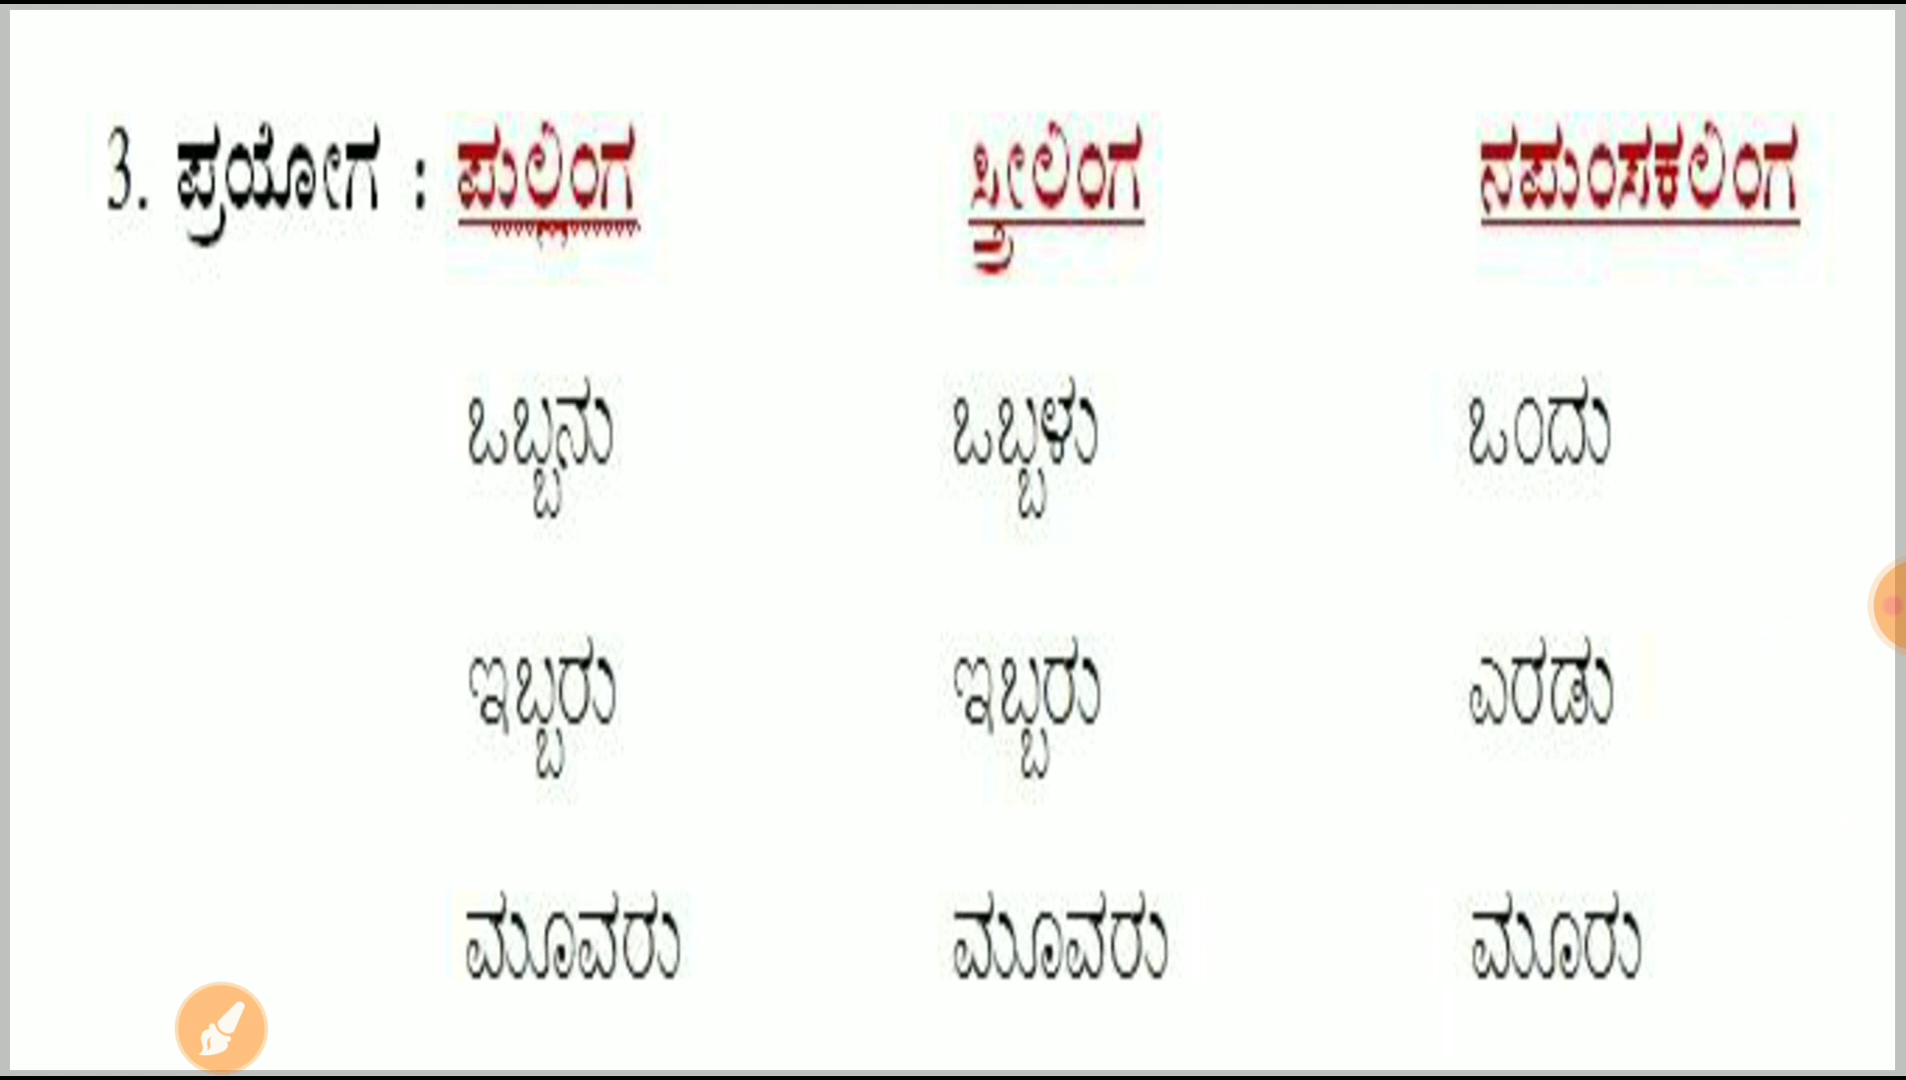 3. ಪ್ರಯೋಗ : ಪುಲ್ಲಿಂಗ ಸ್ತ್ರೀಲಿಂಗ ನಪುಂಸಕಲಿಂಗ
ಒಬ್ಬನು ಒಬ್ಬಳು ಒಂದು
ಇಬ್ಬರು ಇಬ್ಬರು ಎರಡು
ಮೂವರು ಮೂವರು ಮೂರು